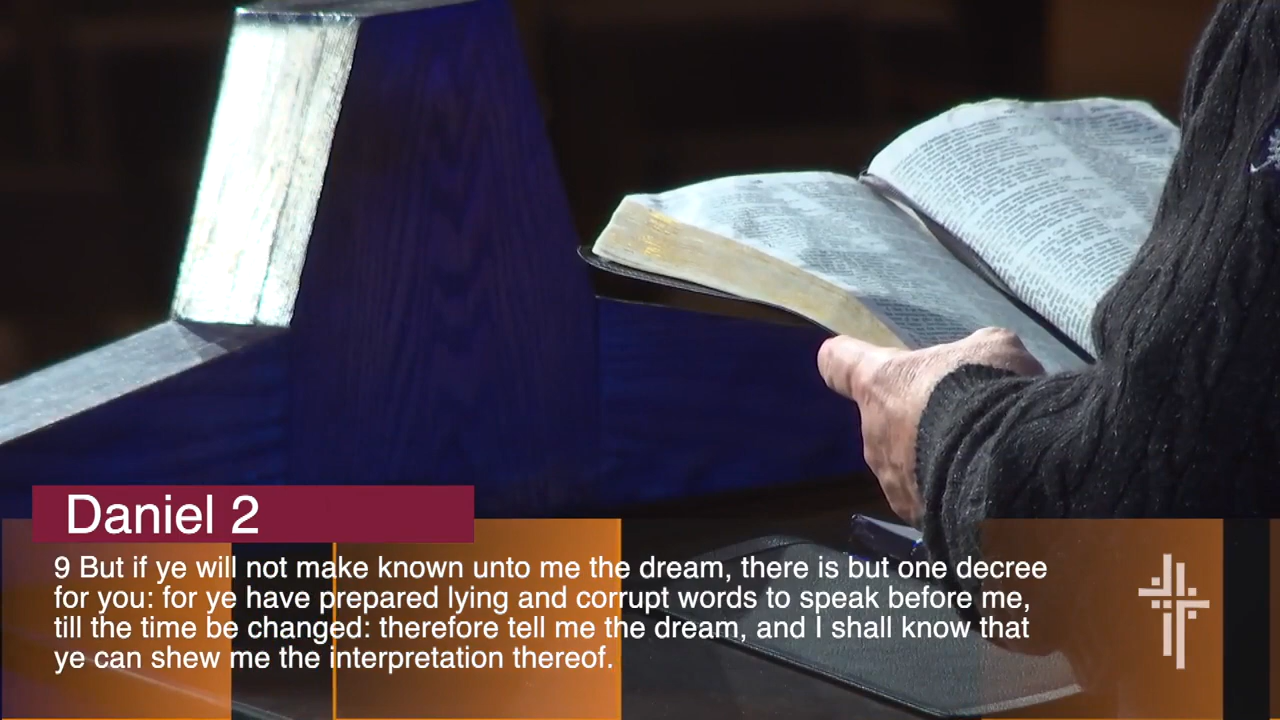 Daniel 2
9 But if ye will not make known unto me the dream, there is but one decree
for you: for ye have prepared lying and corrupt words to speak before me,
till the time be changed: therefore tell me the dream, and I shall know that
ye can shew me the interpretation thereof.